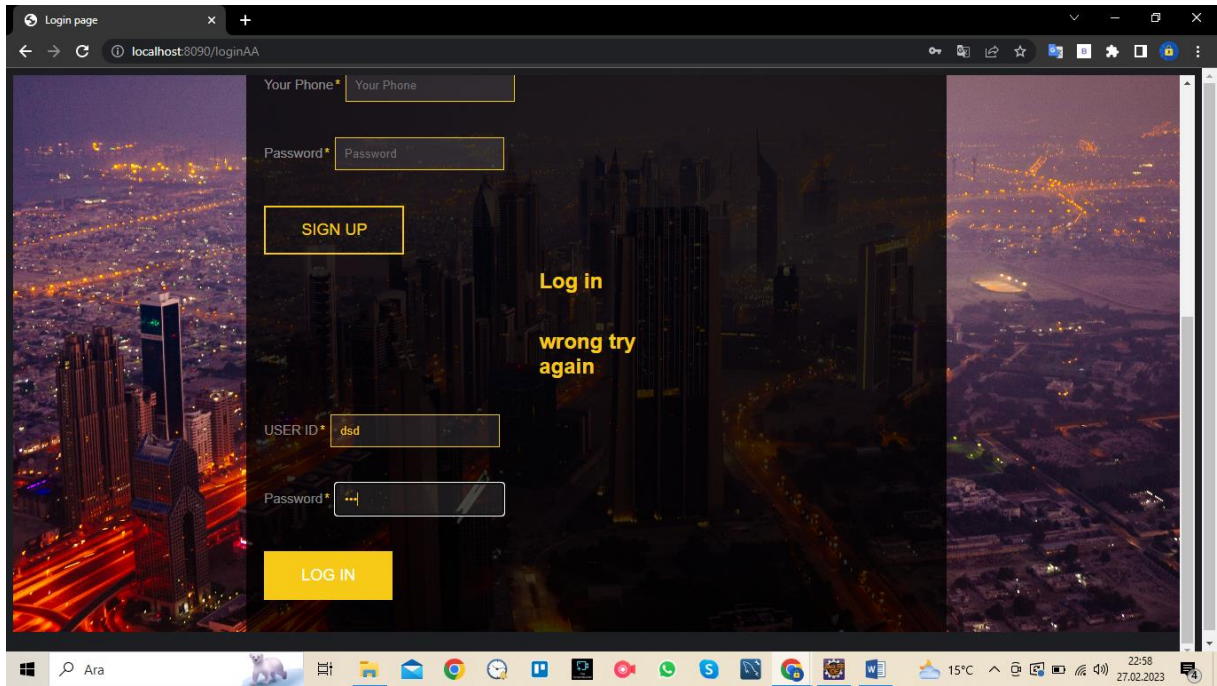 Login page
localhost:8090/loginAA
Your Phone* Your Phone
Password* Password
SIGN UP
Log in
wrong try
again
USER ID* dsd
Password* •••
LOG IN
Ara
15°C
22:58
27.02.2023
4